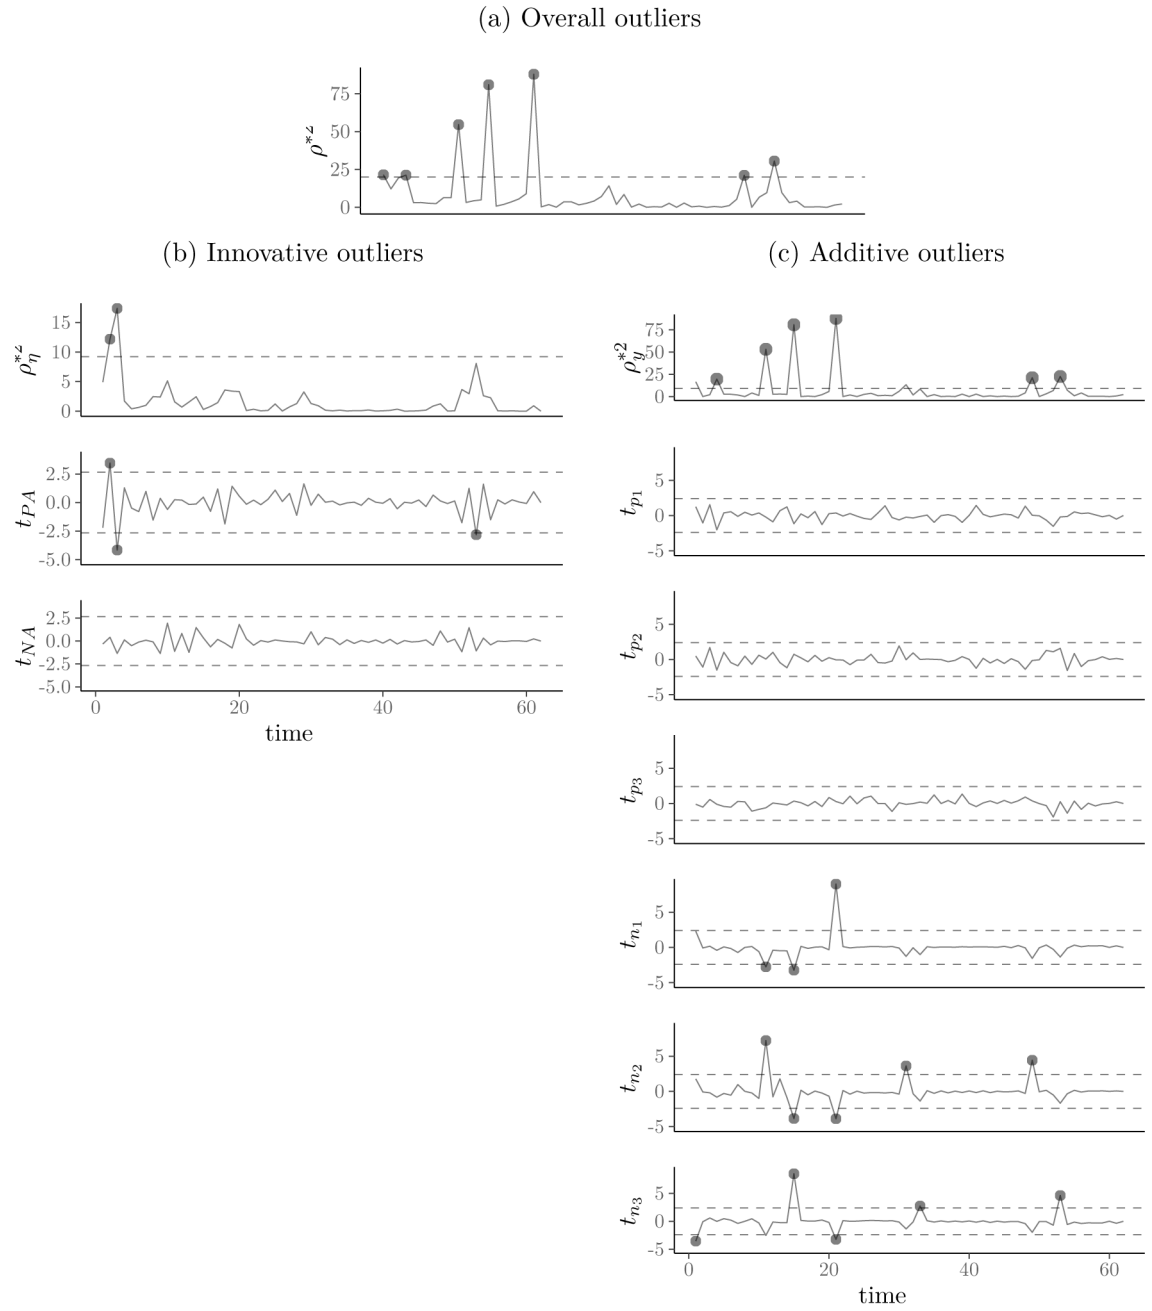 (a) Overall outliers
ρ*2
75
50
25
0
(b) Innovative outliers
ρ*2η
15
10
5
0
tPA
2.5
0.0
-2.5
-5.0
tNA
2.5
0.0
-2.5
-5.0
0 20 40 60
time
(c) Additive outliers
ρ*2y
75
50
25
0
tp1
5
0
-5
tp2
5
0
-5
tp3
5
0
-5
tn1
5
0
-5
tn2
5
0
-5
tn3
5
0
-5
0 20 40 60
time